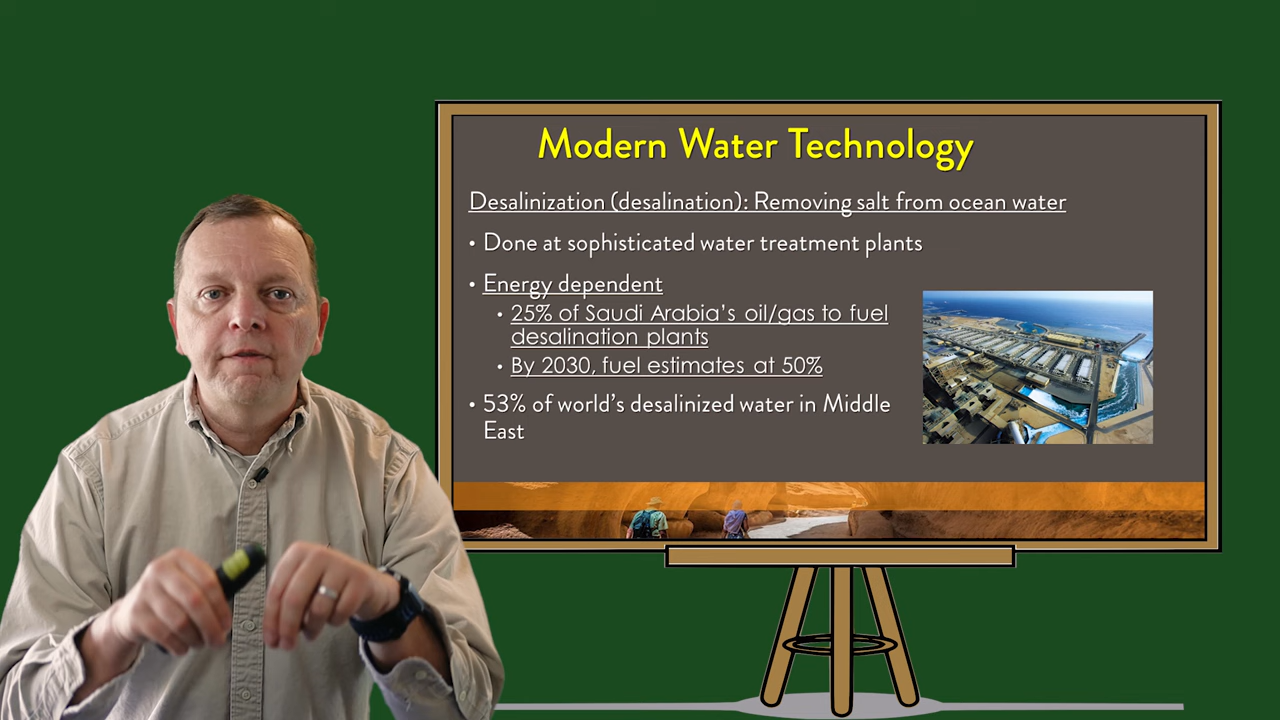 Modern Water Technology
Desalinization (desalination): Removing salt from ocean water
• Done at sophisticated water treatment plants
• Energy dependent
• 25% of Saudi Arabia's oil/gas to fuel
desalination plants
• By 2030, fuel estimates at 50%
• 53% of world's desalinized water in Middle
East